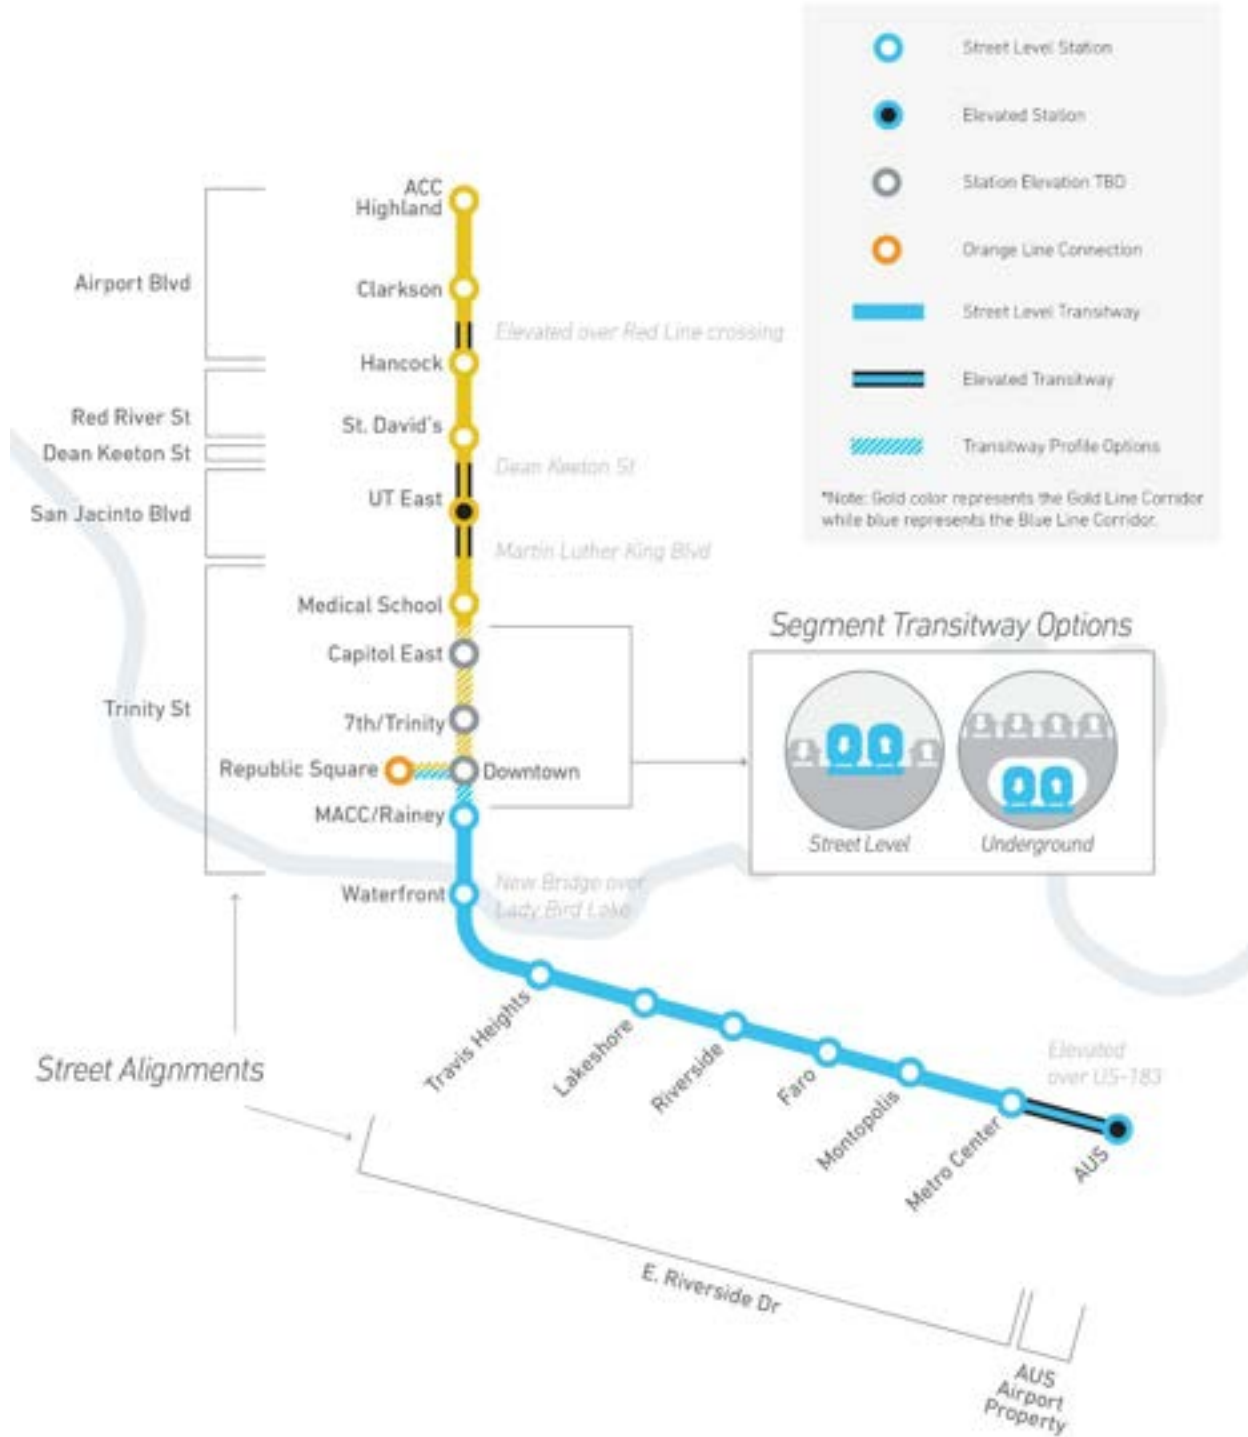 Street Level Station
Elevated Station
Station Elevation TBD
Orange Line Connection
Street Level Transitway
Elevated Transitway
Transitway Profile Options
*Note: Gold color represents the Gold Line Corridor
while blue represents the Blue Line Corridor.
ACC
Highland
Clarkson
Hancock
St. David's
UT East
Medical School
Capitol East
7th/Trinity
Republic Square
Downtown
MACC/Rainey
Waterfront
Travis Heights
Lakeshore
Riverside
Faro
Montopolis
Metro Center
AUS
Airport Blvd
Red River St
Dean Keeton St
San Jacinto Blvd
Trinity St
Elevated over Red Line crossing
Dean Keeton St
Martin Luther King Blvd
New Bridge over
Lady Bird Lake
Elevated
over US-183
Segment Transitway Options
Street Level
Underground
Street Alignments
E. Riverside Dr
AUS
Airport
Property